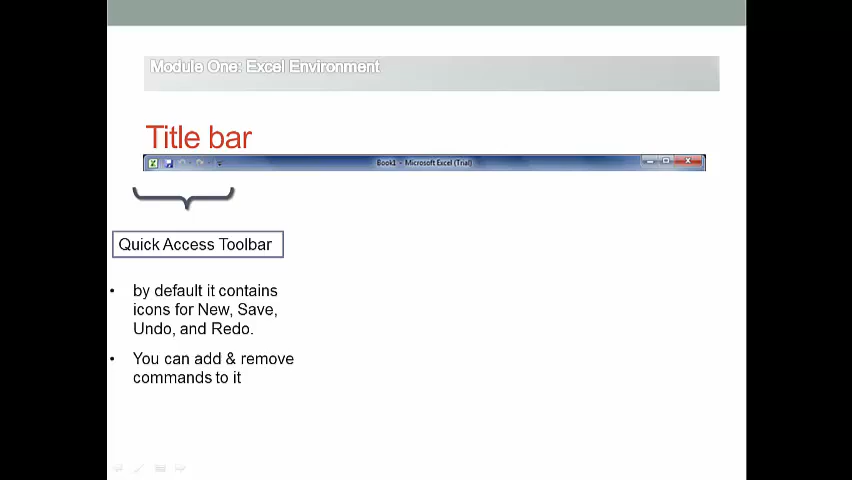 Module One: Excel Environment
Title bar
Book1 - Microsoft Excel (Trial)
Quick Access Toolbar
• by default it contains
icons for New, Save,
Undo, and Redo.
• You can add & remove
commands to it